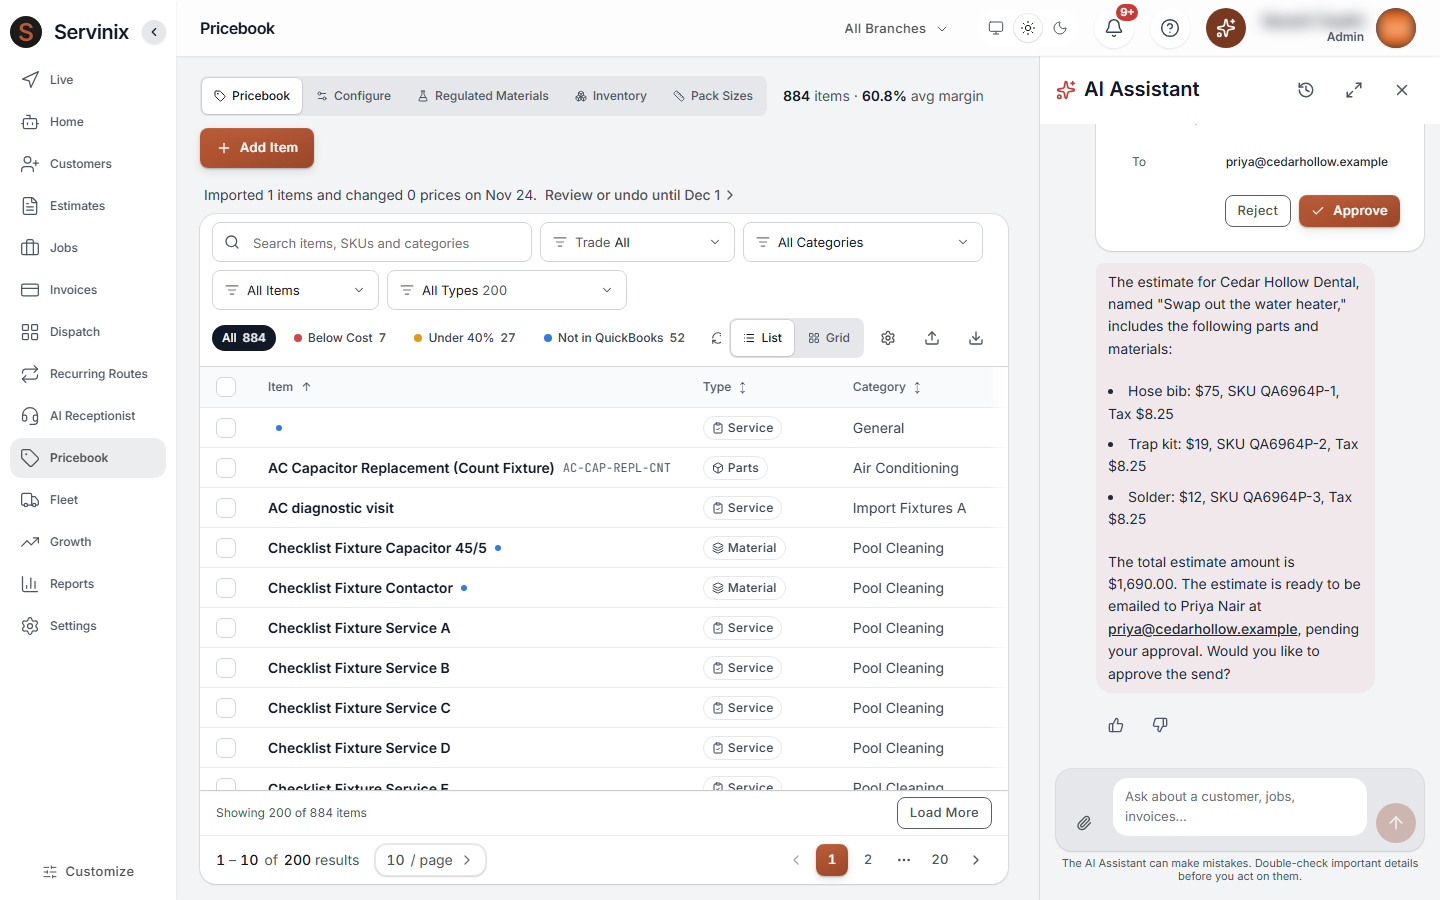 Servinix
Live
Home
Customers
Estimates
Jobs
Invoices
Dispatch
Recurring Routes
AI Receptionist
Pricebook
Fleet
Growth
Reports
Settings
Customize
Pricebook
All Branches
9+
Admin
Pricebook
Configure
Regulated Materials
Inventory
Pack Sizes
884 items · 60.8% avg margin
Add Item
Imported 1 items and changed 0 prices on Nov 24. Review or undo until Dec 1
Search items, SKUs and categories
Trade All
All Categories
All Items
All Types 200
All 884
Below Cost 7
Under 40% 27
Not in QuickBooks 52
List
Grid
Item
Type
Category
Service
General
AC Capacitor Replacement (Count Fixture) AC-CAP-REPL-CNT
Parts
Air Conditioning
AC diagnostic visit
Service
Import Fixtures A
Checklist Fixture Capacitor 45/5
Material
Pool Cleaning
Checklist Fixture Contactor
Material
Pool Cleaning
Checklist Fixture Service A
Service
Pool Cleaning
Checklist Fixture Service B
Service
Pool Cleaning
Checklist Fixture Service C
Service
Pool Cleaning
Checklist Fixture Service D
Service
Pool Cleaning
Checklist Fixture Service E
Service
Pool Cleaning
Showing 200 of 884 items
Load More
1 – 10 of 200 results
10 / page
1
2
•••
20
AI Assistant
To
priya@cedarhollow.example
Reject
Approve
The estimate for Cedar Hollow Dental,
named "Swap out the water heater,"
includes the following parts and
materials:
• Hose bib: $75, SKU QA6964P-1,
Tax $8.25
• Trap kit: $19, SKU QA6964P-2, Tax
$8.25
• Solder: $12, SKU QA6964P-3, Tax
$8.25
The total estimate amount is
$1,690.00. The estimate is ready to be
emailed to Priya Nair at
priya@cedarhollow.example, pending
your approval. Would you like to
approve the send?
Ask about a customer, jobs,
invoices...
The AI Assistant can make mistakes. Double-check important details
before you act on them.